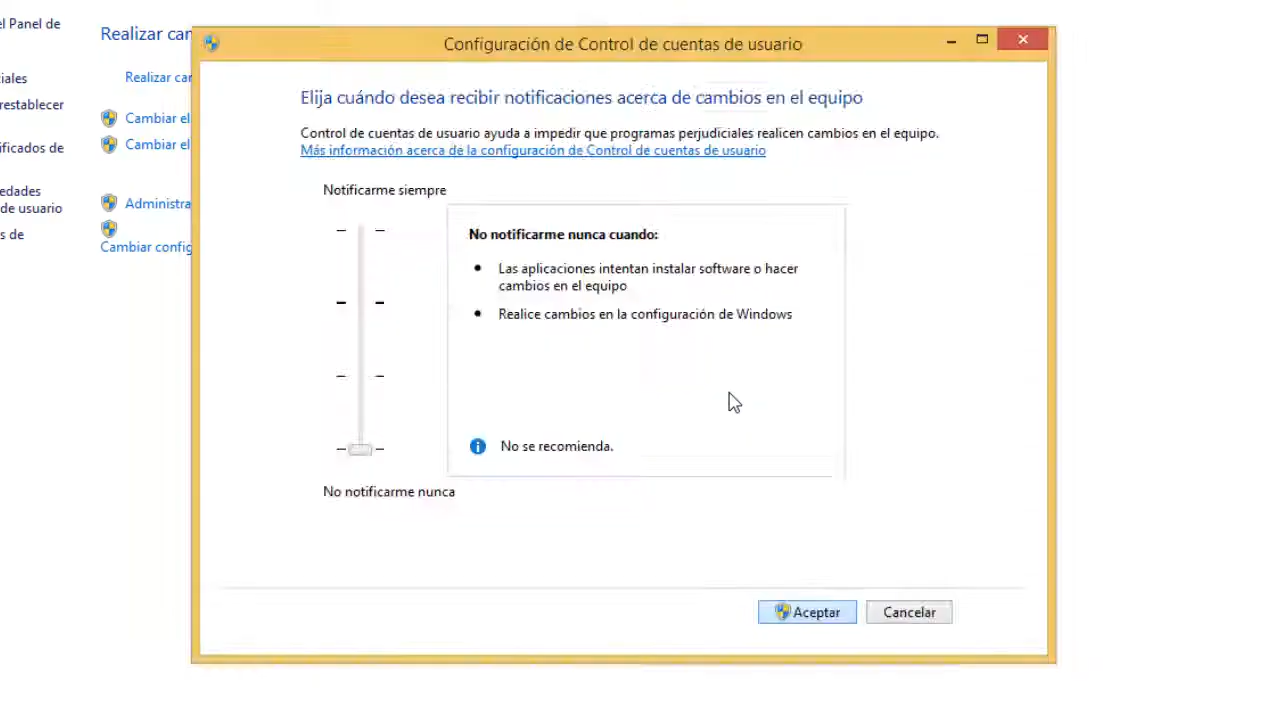 el Panel de
iales
restablecer
ificados de
edades
de usuario
s de
Realizar car
Realizar car
Cambiar el
Cambiar el
Administra
Cambiar config
Configuración de Control de cuentas de usuario
Elija cuándo desea recibir notificaciones acerca de cambios en el equipo
Control de cuentas de usuario ayuda a impedir que programas perjudiciales realicen cambios en el equipo.
Más información acerca de la configuración de Control de cuentas de usuario
Notificarme siempre
No notificarme nunca cuando:
Las aplicaciones intentan instalar software o hacer
cambios en el equipo
Realice cambios en la configuración de Windows
No se recomienda.
No notificarme nunca
Aceptar
Cancelar